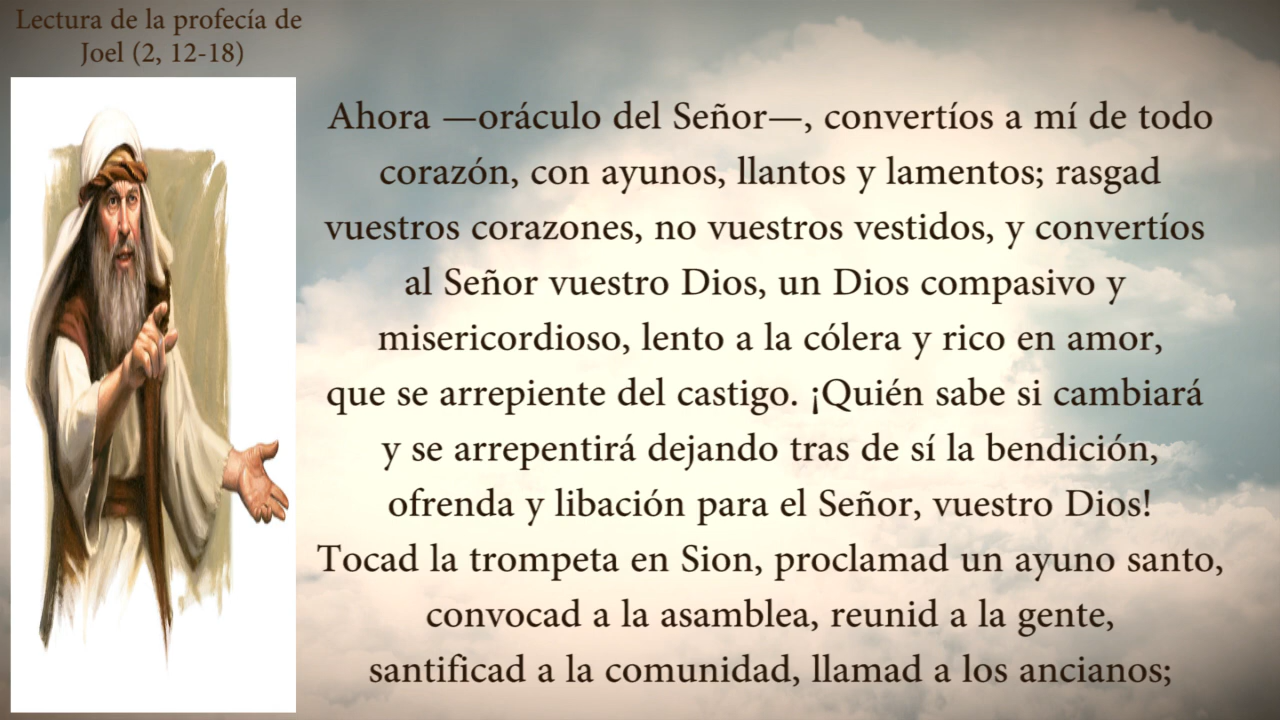 Lectura de la profecía de
Joel (2, 12-18)
Ahora —oráculo del Señor—, convertíos a mí de todo
corazón, con ayunos, llantos y lamentos; rasgad
vuestros corazones, no vuestros vestidos, y convertíos
al Señor vuestro Dios, un Dios compasivo y
misericordioso, lento a la cólera y rico en amor,
que se arrepiente del castigo. ¡Quién sabe si cambiará
y se arrepentirá dejando tras de sí la bendición,
ofrenda y libación para el Señor, vuestro Dios!
Tocad la trompeta en Sion, proclamad un ayuno santo,
convocad a la asamblea, reunid a la gente,
santificad a la comunidad, llamad a los ancianos;